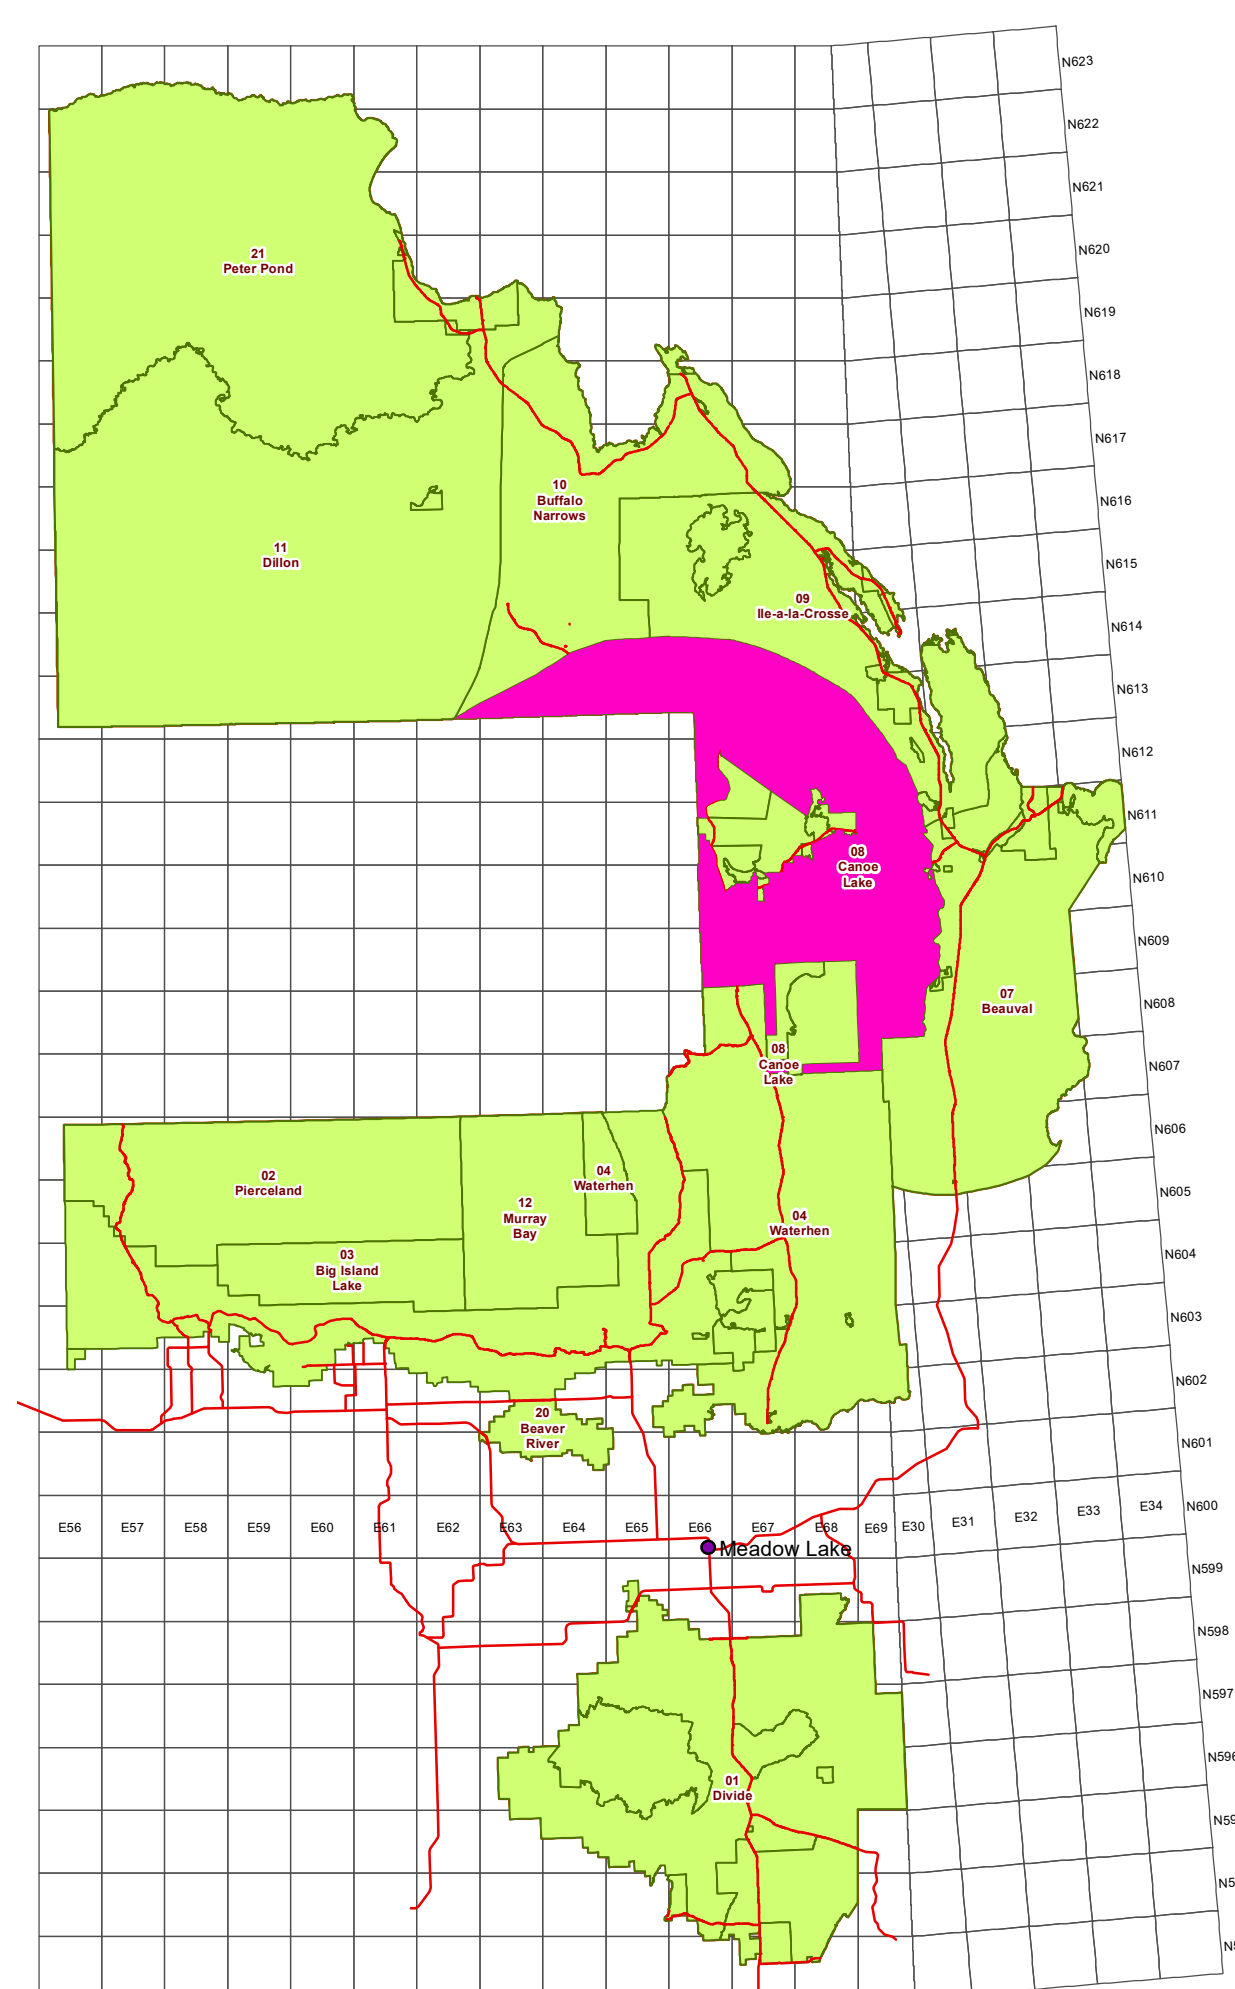 N623
N622
N621
N620
21
Peter Pond
N619
N618
N617
10
Buffalo
Narrows
N616
11
Dillon
N615
09
Ile-a-la-Crosse
N614
N613
N612
N611
08
Canoe
Lake
N610
N609
07
Beauval
N608
08
Canoe
Lake
N607
N606
02
Pierceland
04
Waterhen
12
Murray
Bay
N605
04
Waterhen
03
Big Island
Lake
N604
N603
N602
20
Beaver
River
N601
N600
E56 E57 E58 E59 E60 E61 E62 E63 E64 E65 E66 E67 E68 E69 E30 E31 E32 E33 E34
Meadow Lake
N599
N598
N597
N596
01
Divide